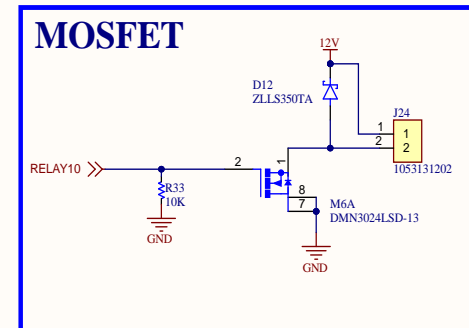 MOSFET
12V
D12
ZLLS350TA
J24
1
1
2
2
1053131202
RELAY10
2
1
R33
10K
8
7
M6A
DMN3024LSD-13
GND
GND